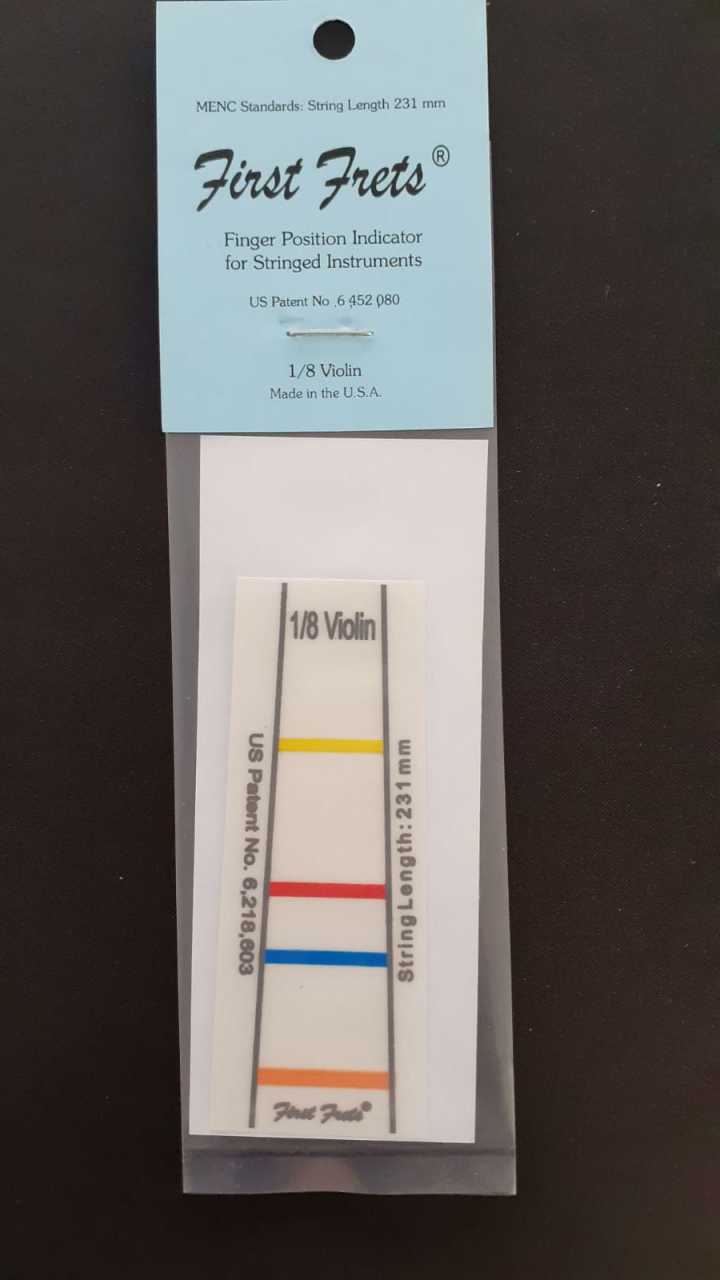 MENC Standards: String Length 231 mm
First Frets®
Finger Position Indicator
for Stringed Instruments
US Patent No .6 452 080
1/8 Violin
Made in the U.S.A.
1/8 Violin
US Patent No. 6,218,603
String Length: 231mm
First Frets®